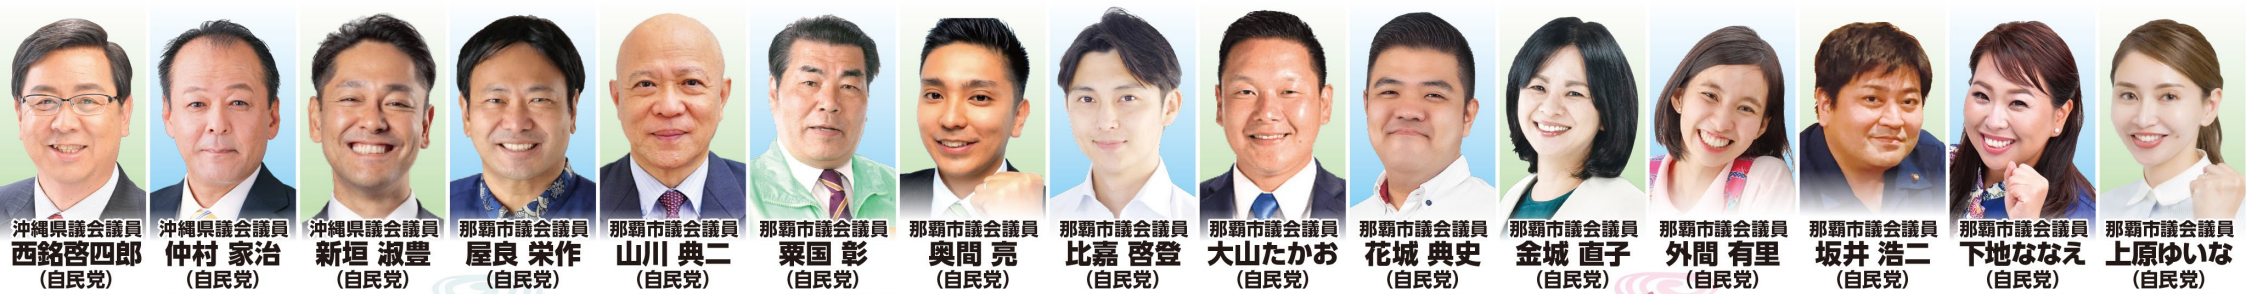 沖縄県議会議員
西銘啓四郎
(自民党)
沖縄県議会議員
仲村 家治
(自民党)
沖縄県議会議員
新垣 淑豊
(自民党)
那覇市議会議員
屋良 栄作
(自民党)
那覇市議会議員
山川 典二
(自民党)
那覇市議会議員
粟国 彰
(自民党)
那覇市議会議員
奥間 亮
(自民党)
那覇市議会議員
比嘉 啓登
(自民党)
那覇市議会議員
大山たかお
(自民党)
那覇市議会議員
花城 典史
(自民党)
那覇市議会議員
金城 直子
(自民党)
那覇市議会議員
外間 有里
(自民党)
那覇市議会議員
坂井 浩二
(自民党)
那覇市議会議員
下地ななえ
(自民党)
那覇市議会議員
上原ゆいな
(自民党)